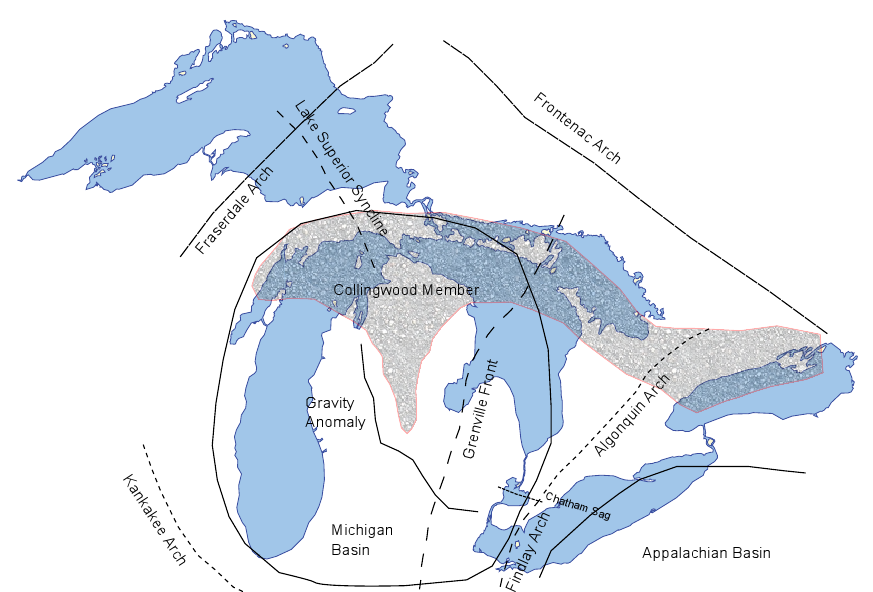 Frontenac Arch
Lake Superior Syncline
Fraserdale Arch
Collingwood Member
Gravity
Anomaly
Grenville Front
Algonquin Arch
Kankakee Arch
Chatham Sag
Michigan
Basin
Findlay Arch
Appalachian Basin